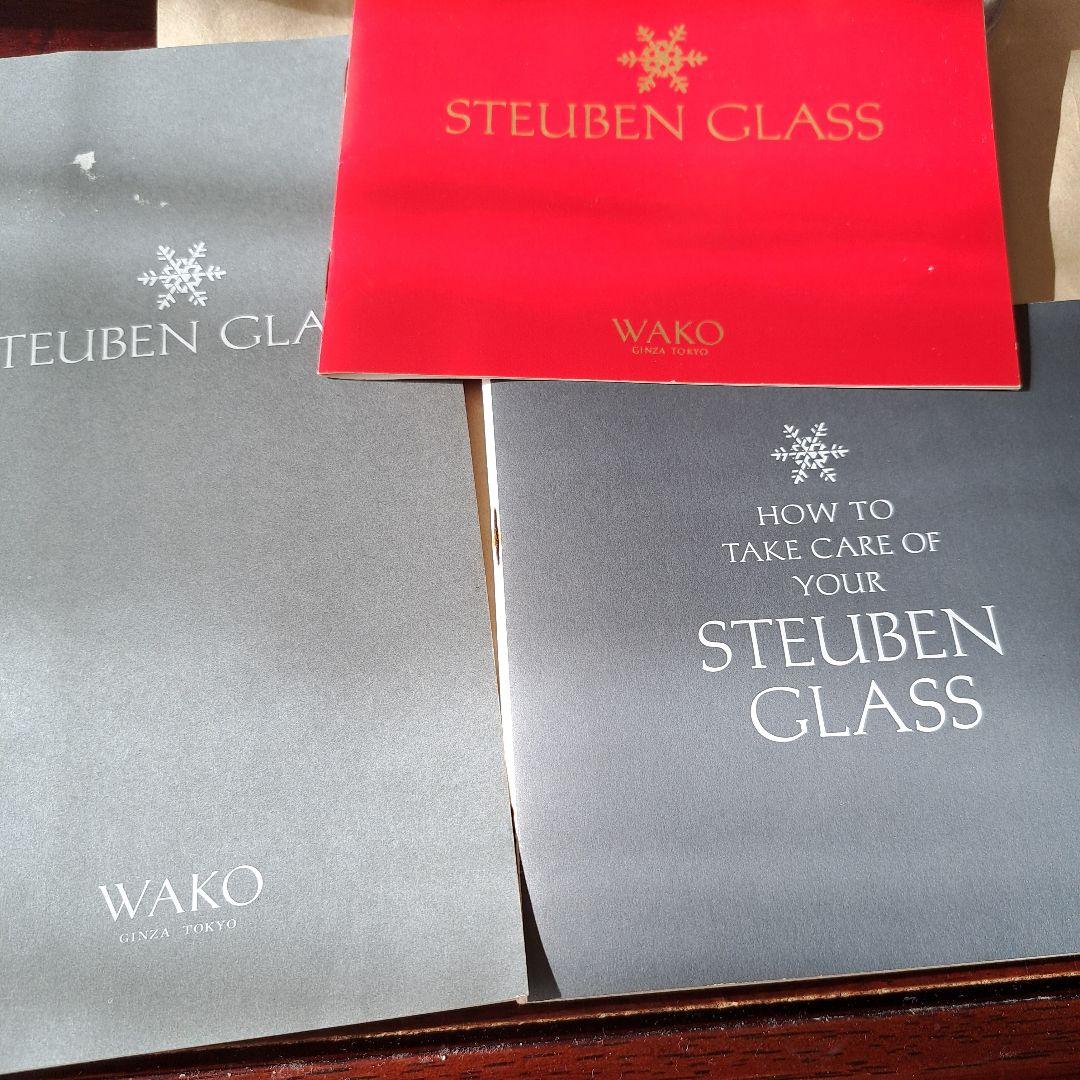 STEUBEN GLASS
WAKO
GINZA TOKYO
TEUBEN GLA
WAKO
GINZA TOKYO
HOW TO
TAKE CARE OF
YOUR
STEUBEN
GLASS